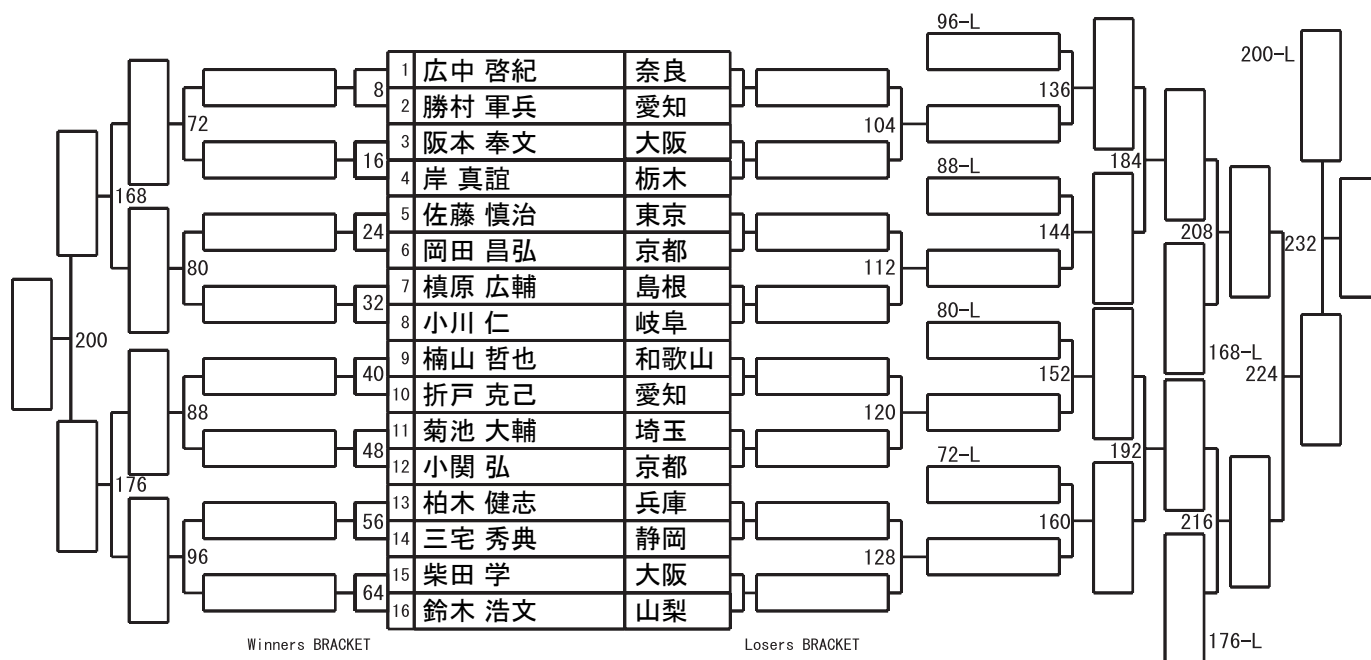 96-L
200-L
1 広中 啓紀 奈良
8
136
2 勝村 軍兵 愛知
72
104
3 阪本 奉文 大阪
16
184
4 岸 真誼 栃木
88-L
168
5 佐藤 慎治 東京
24
144
208
232
6 岡田 昌弘 京都
80
112
7 槙原 広輔 島根
32
8 小川 仁 岐阜
80-L
200
168-L
9 楠山 哲也 和歌山
40
152
224
10 折戸 克己 愛知
88
120
11 菊池 大輔 埼玉
48
192
12 小関 弘 京都
72-L
176
13 柏木 健志 兵庫
56
160
216
14 三宅 秀典 静岡
96
128
15 柴田 学 大阪
64
16 鈴木 浩文 山梨
Winners BRACKET
Losers BRACKET
176-L